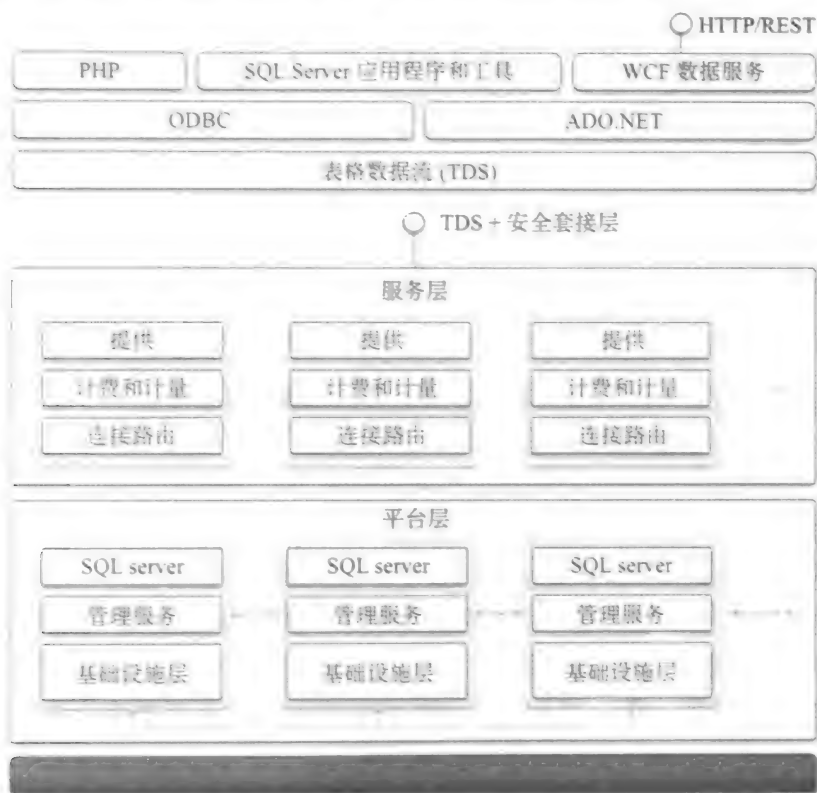 HTTP/REST
PHP SQL Server 应用程序和工具 WCF 数据服务
ODBC ADO.NET
表格数据流 (TDS)
TDS + 安全套接层
服务层
提供 提供 提供
计费和计量 计费和计量 计费和计量
连接路由 连接路由 连接路由
平台层
SQL server SQL server SQL server
管理服务 管理服务 管理服务
基础设施层 基础设施层 基础设施层